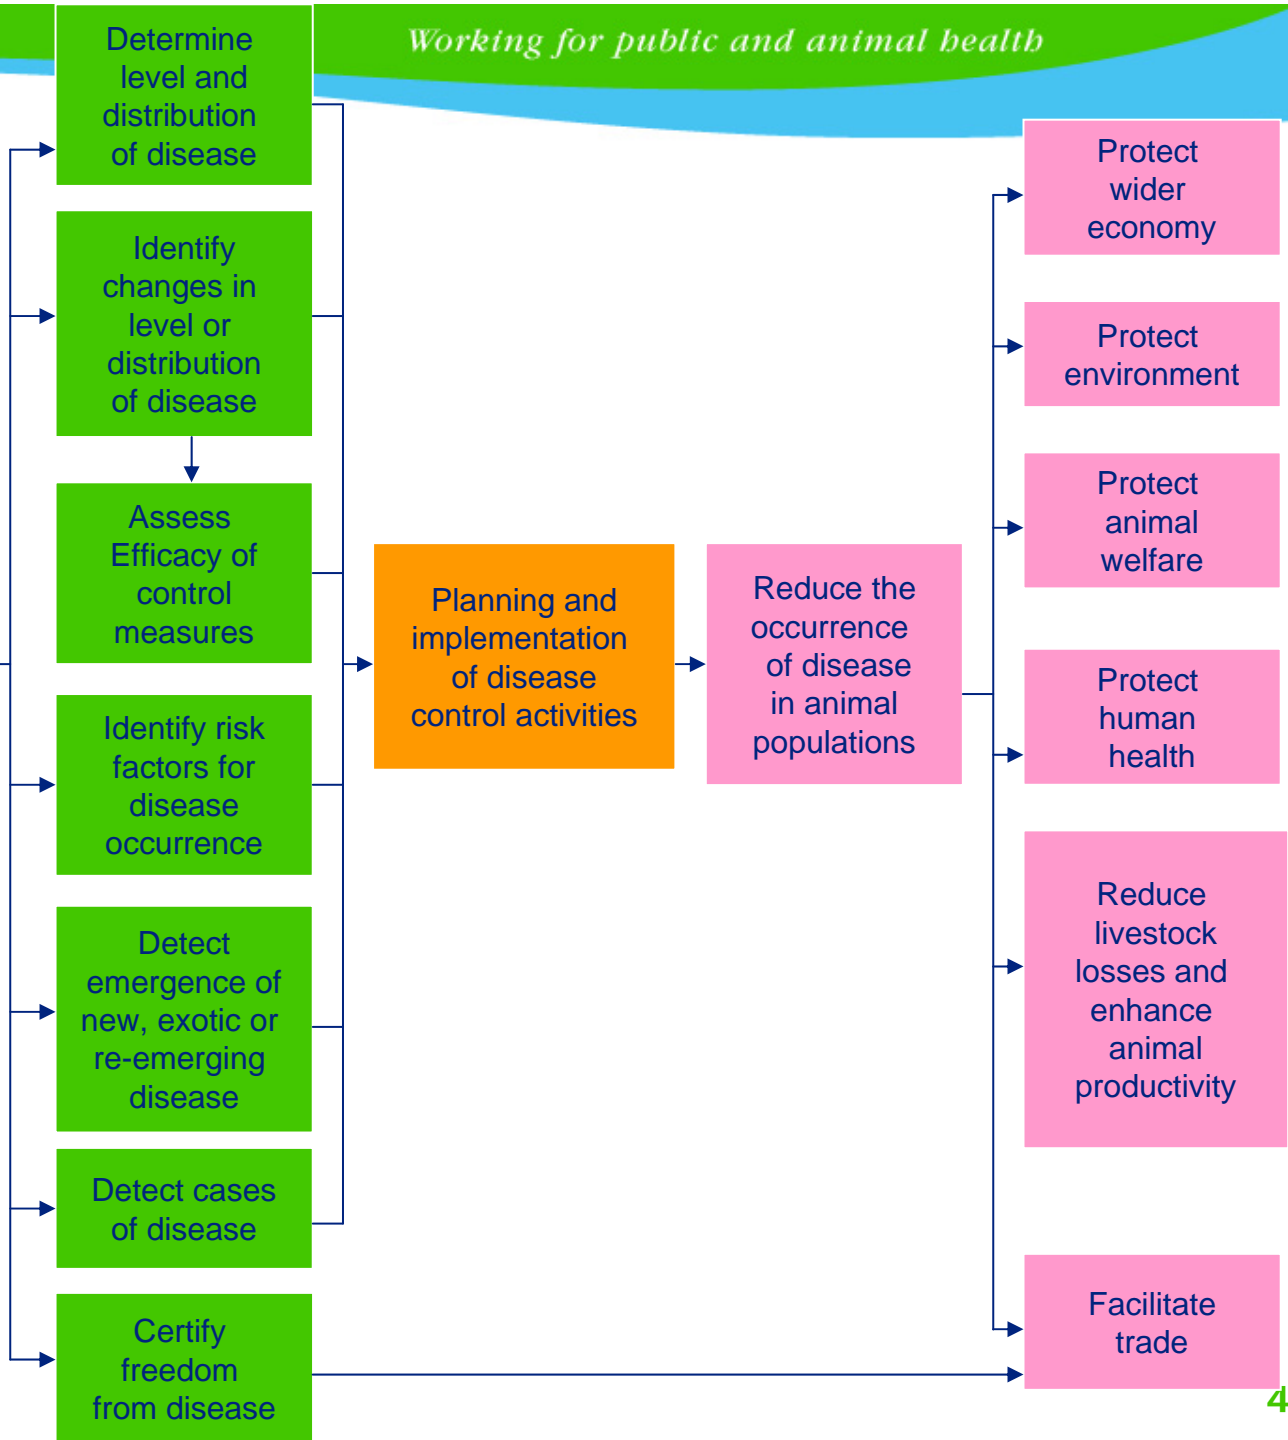 Working for public and animal health
Determine
level and
distribution
of disease
Identify
changes in
level or
distribution
of disease
Assess
Efficacy of
control
measures
Identify risk
factors for
disease
occurrence
Detect
emergence of
new, exotic or
re-emerging
disease
Detect cases
of disease
Certify
freedom
from disease
Planning and
implementation
of disease
control activities
Reduce the
occurrence
of disease
in animal
populations
Protect
wider
economy
Protect
environment
Protect
animal
welfare
Protect
human
health
Reduce
livestock
losses and
enhance
animal
productivity
Facilitate
trade
4